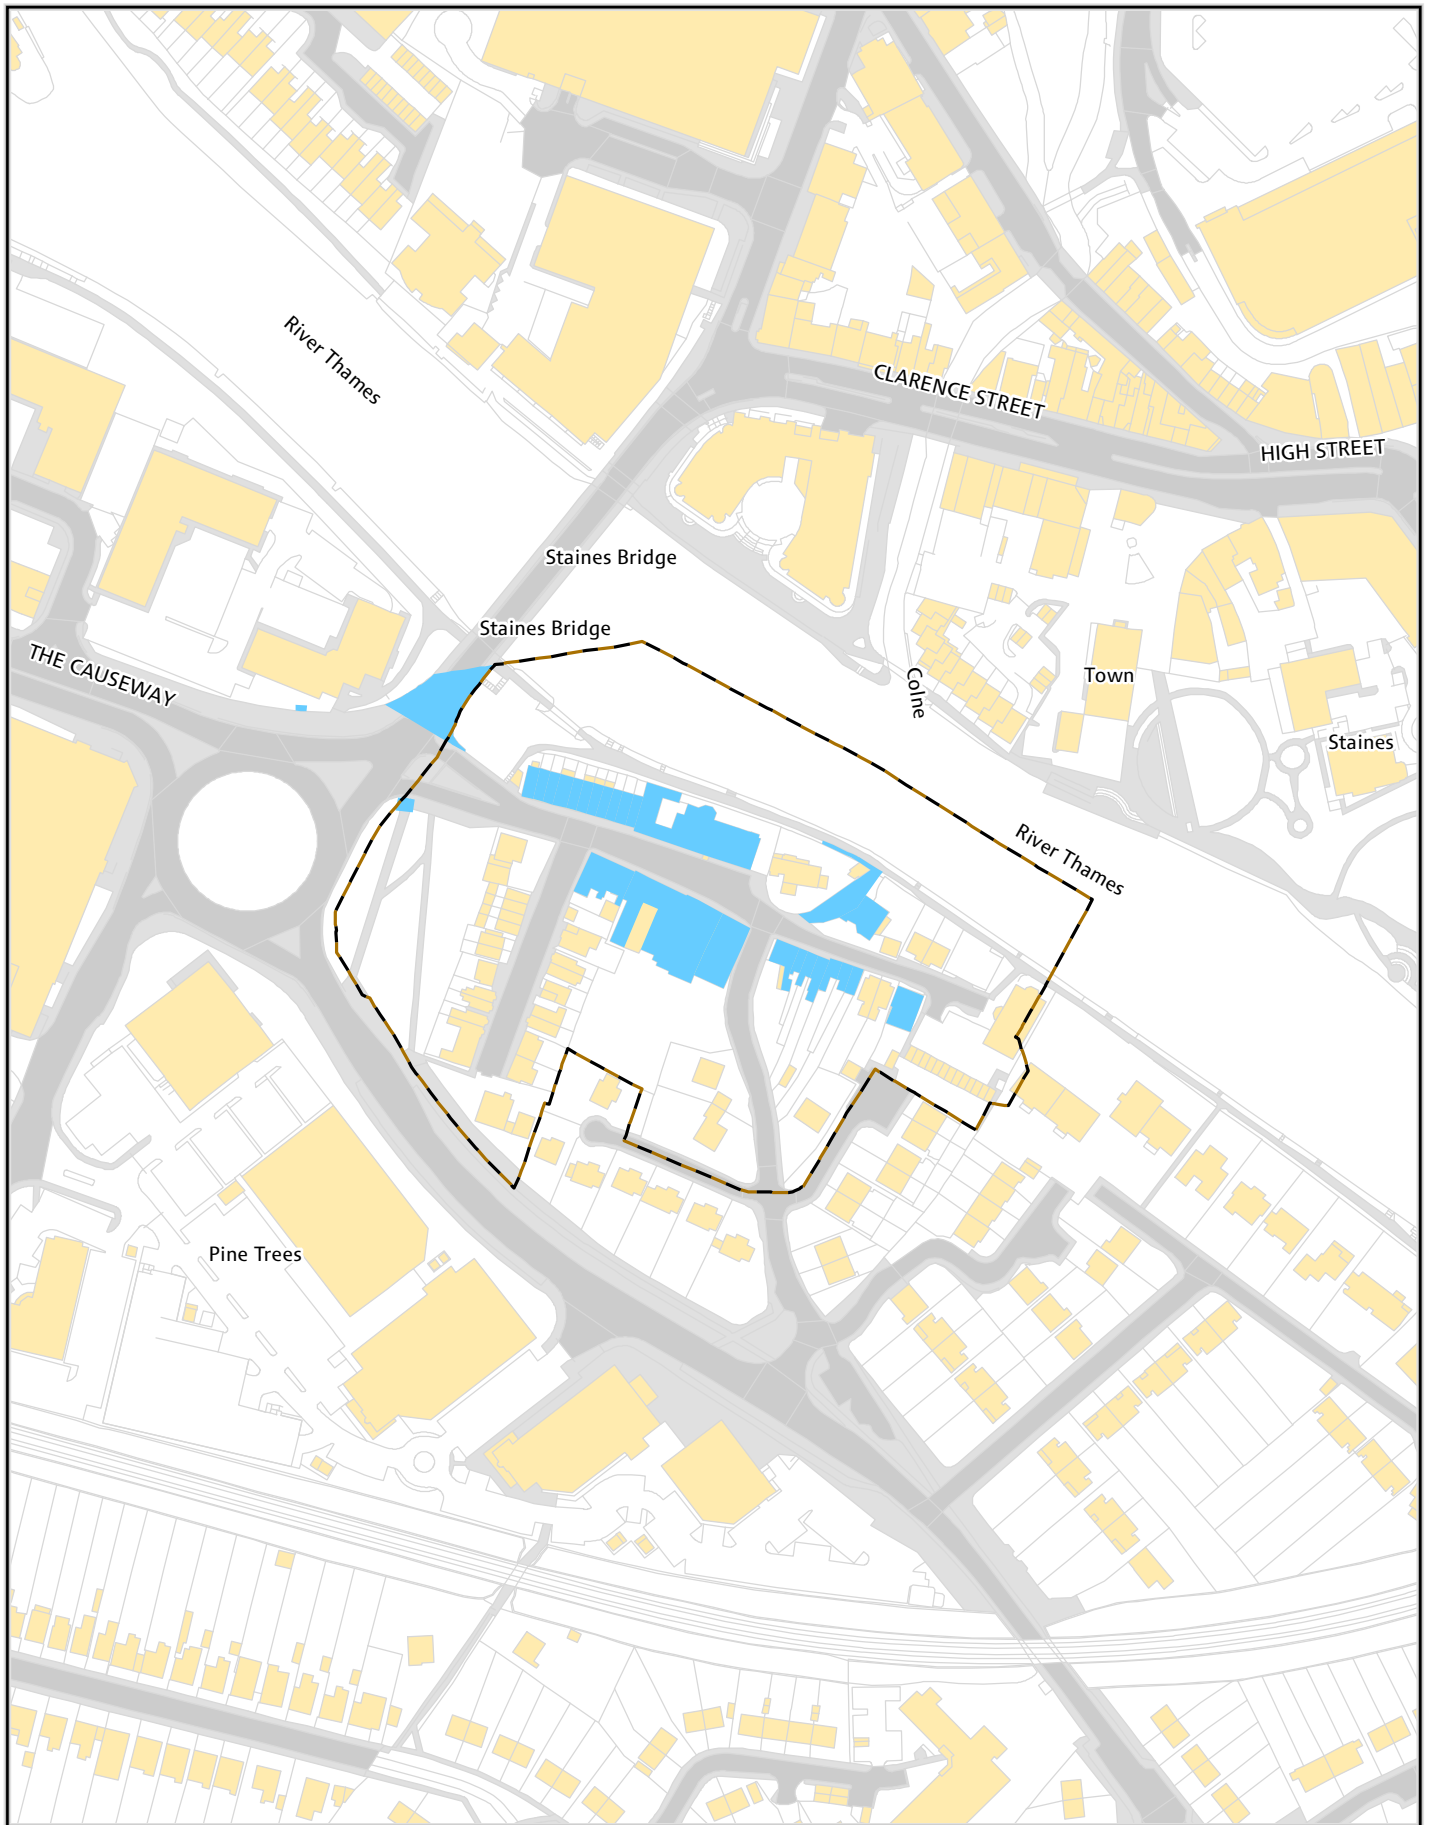 River Thames
CLARENCE STREET
HIGH STREET
Staines Bridge
Staines Bridge
THE CAUSEWAY
Colne
Town
Staines
River Thames
Pine Trees